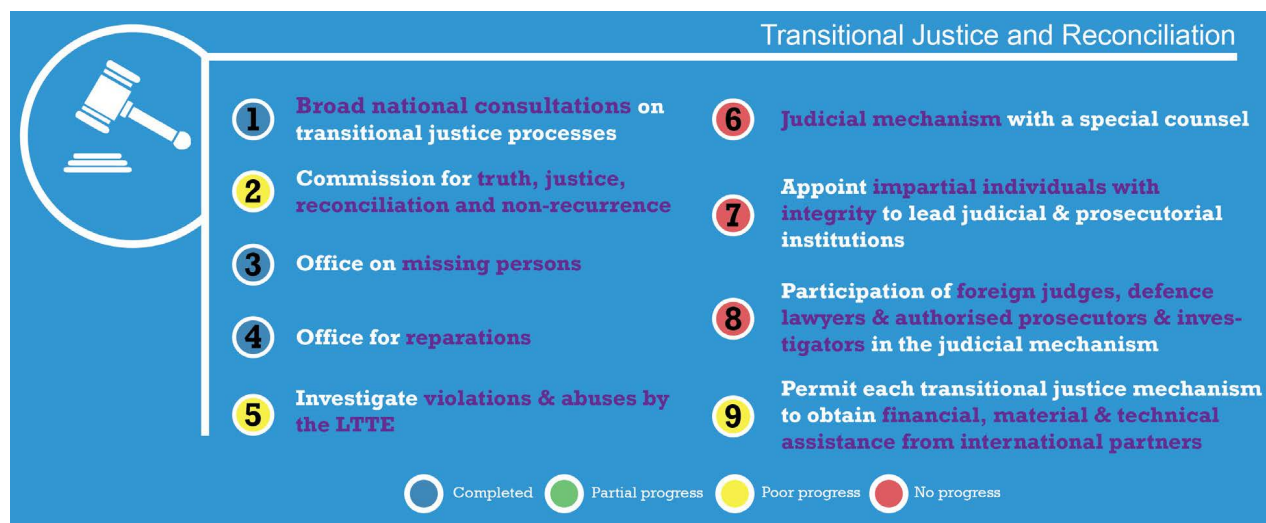 Transitional Justice and Reconciliation
1
Broad national consultations on
transitional justice processes
2
Commission for truth, justice,
reconciliation and non-recurrence
3
Office on missing persons
4
Office for reparations
5
Investigate violations & abuses by
the LTTE
6
Judicial mechanism with a special counsel
7
Appoint impartial individuals with
integrity to lead judicial & prosecutorial
institutions
8
Participation of foreign judges, defence
lawyers & authorised prosecutors & inves-
tigators in the judicial mechanism
9
Permit each transitional justice mechanism
to obtain financial, material & technical
assistance from international partners
Completed Partial progress Poor progress No progress